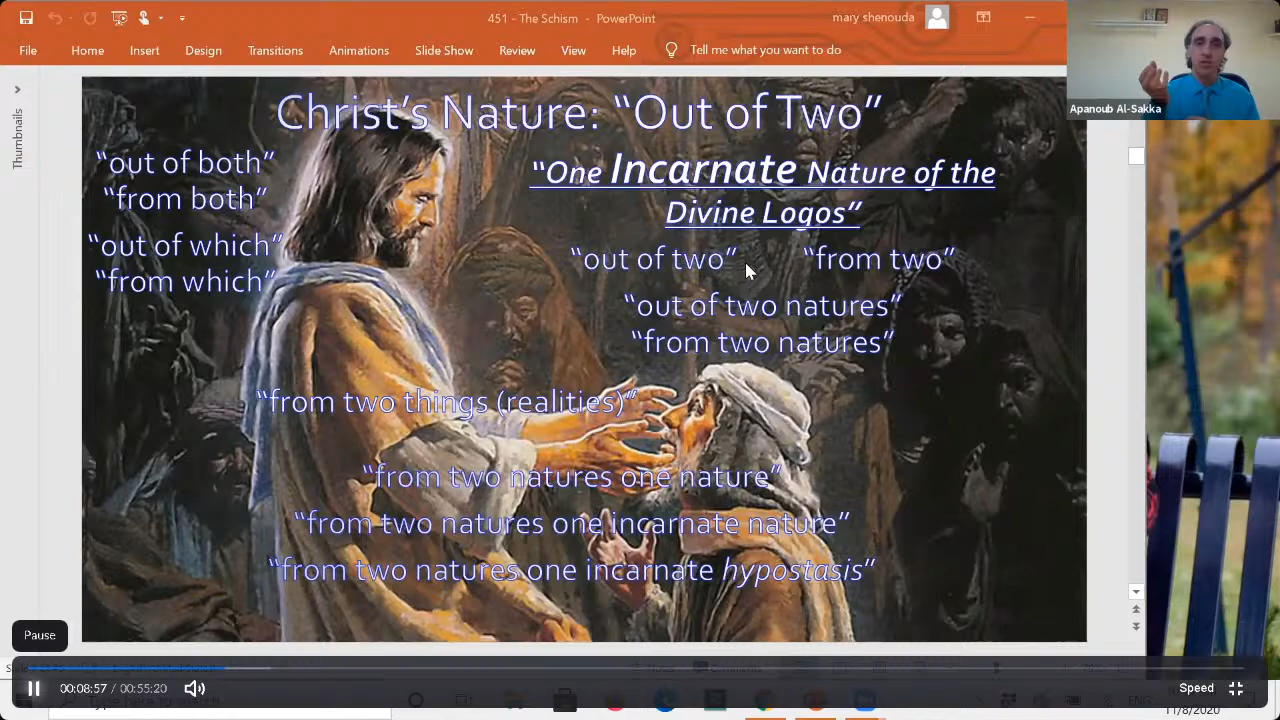 451 - The Schism - PowerPoint
mary shenouda
File Home Insert Design Transitions Animations Slide Show Review View Help Tell me what you want to do
Apanoub Al-Sakka
Thumbnails
Christ's Nature: “Out of Two”
“out of both”
“from both”
“out of which”
“from which”
“One Incarnate Nature of the
Divine Logos”
“out of two” “from two”
“out of two natures”
“from two natures”
“from two things (realities)”
“from two natures one nature”
“from two natures one incarnate nature”
“from two natures one incarnate hypostasis”
Pause
00:08:57 / 00:55:20
Speed
ENG
11/8/2020